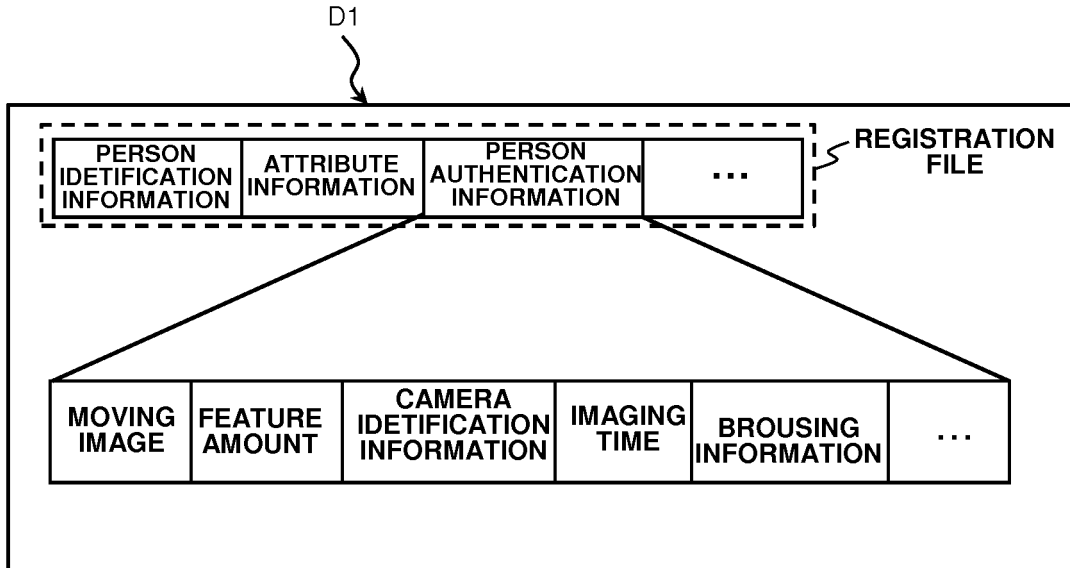 D1
PERSON
IDETIFICATION
INFORMATION
ATTRIBUTE
INFORMATION
PERSON
AUTHENTICATION
INFORMATION
...
REGISTRATION
FILE
MOVING
IMAGE
FEATURE
AMOUNT
CAMERA
IDETIFICATION
INFORMATION
IMAGING
TIME
BROUSING
INFORMATION
...